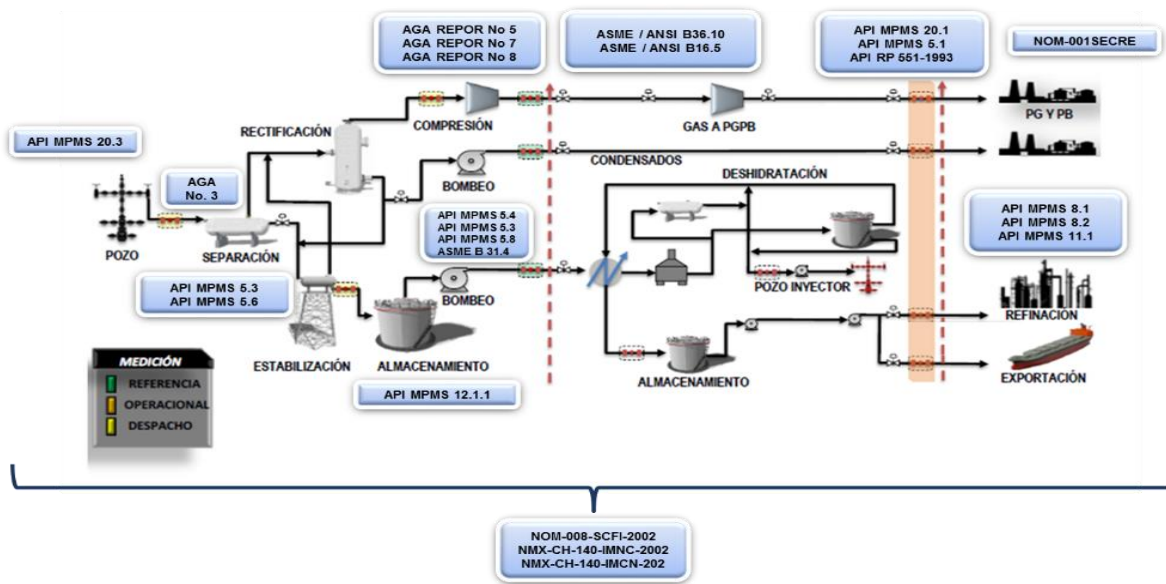 AGA REPOR No 5
AGA REPOR No 7
AGA REPOR No 8
ASME / ANSI B36.10
ASME / ANSI B16.5
API MPMS 20.1
API MPMS 5.1
API RP 551-1993
NOM-001SECRE
API MPMS 20.3
RECTIFICACIÓN
COMPRESIÓN
GAS A PGPB
PG Y PB
AGA
No. 3
BOMBEO
CONDENSADOS
DESHIDRATACIÓN
POZO
SEPARACIÓN
API MPMS 5.4
API MPMS 5.3
API MPMS 5.8
ASME B 31.4
API MPMS 8.1
API MPMS 8.2
API MPMS 11.1
API MPMS 5.3
API MPMS 5.6
BOMBEO
POZO INYECTOR
REFINACIÓN
ESTABILIZACIÓN
ALMACENAMIENTO
ALMACENAMIENTO
EXPORTACIÓN
API MPMS 12.1.1
MEDICIÓN
REFERENCIA
OPERACIONAL
DESPACHO
NOM-008-SCFI-2002
NMX-CH-140-IMNC-2002
NMX-CH-140-IMCN-202